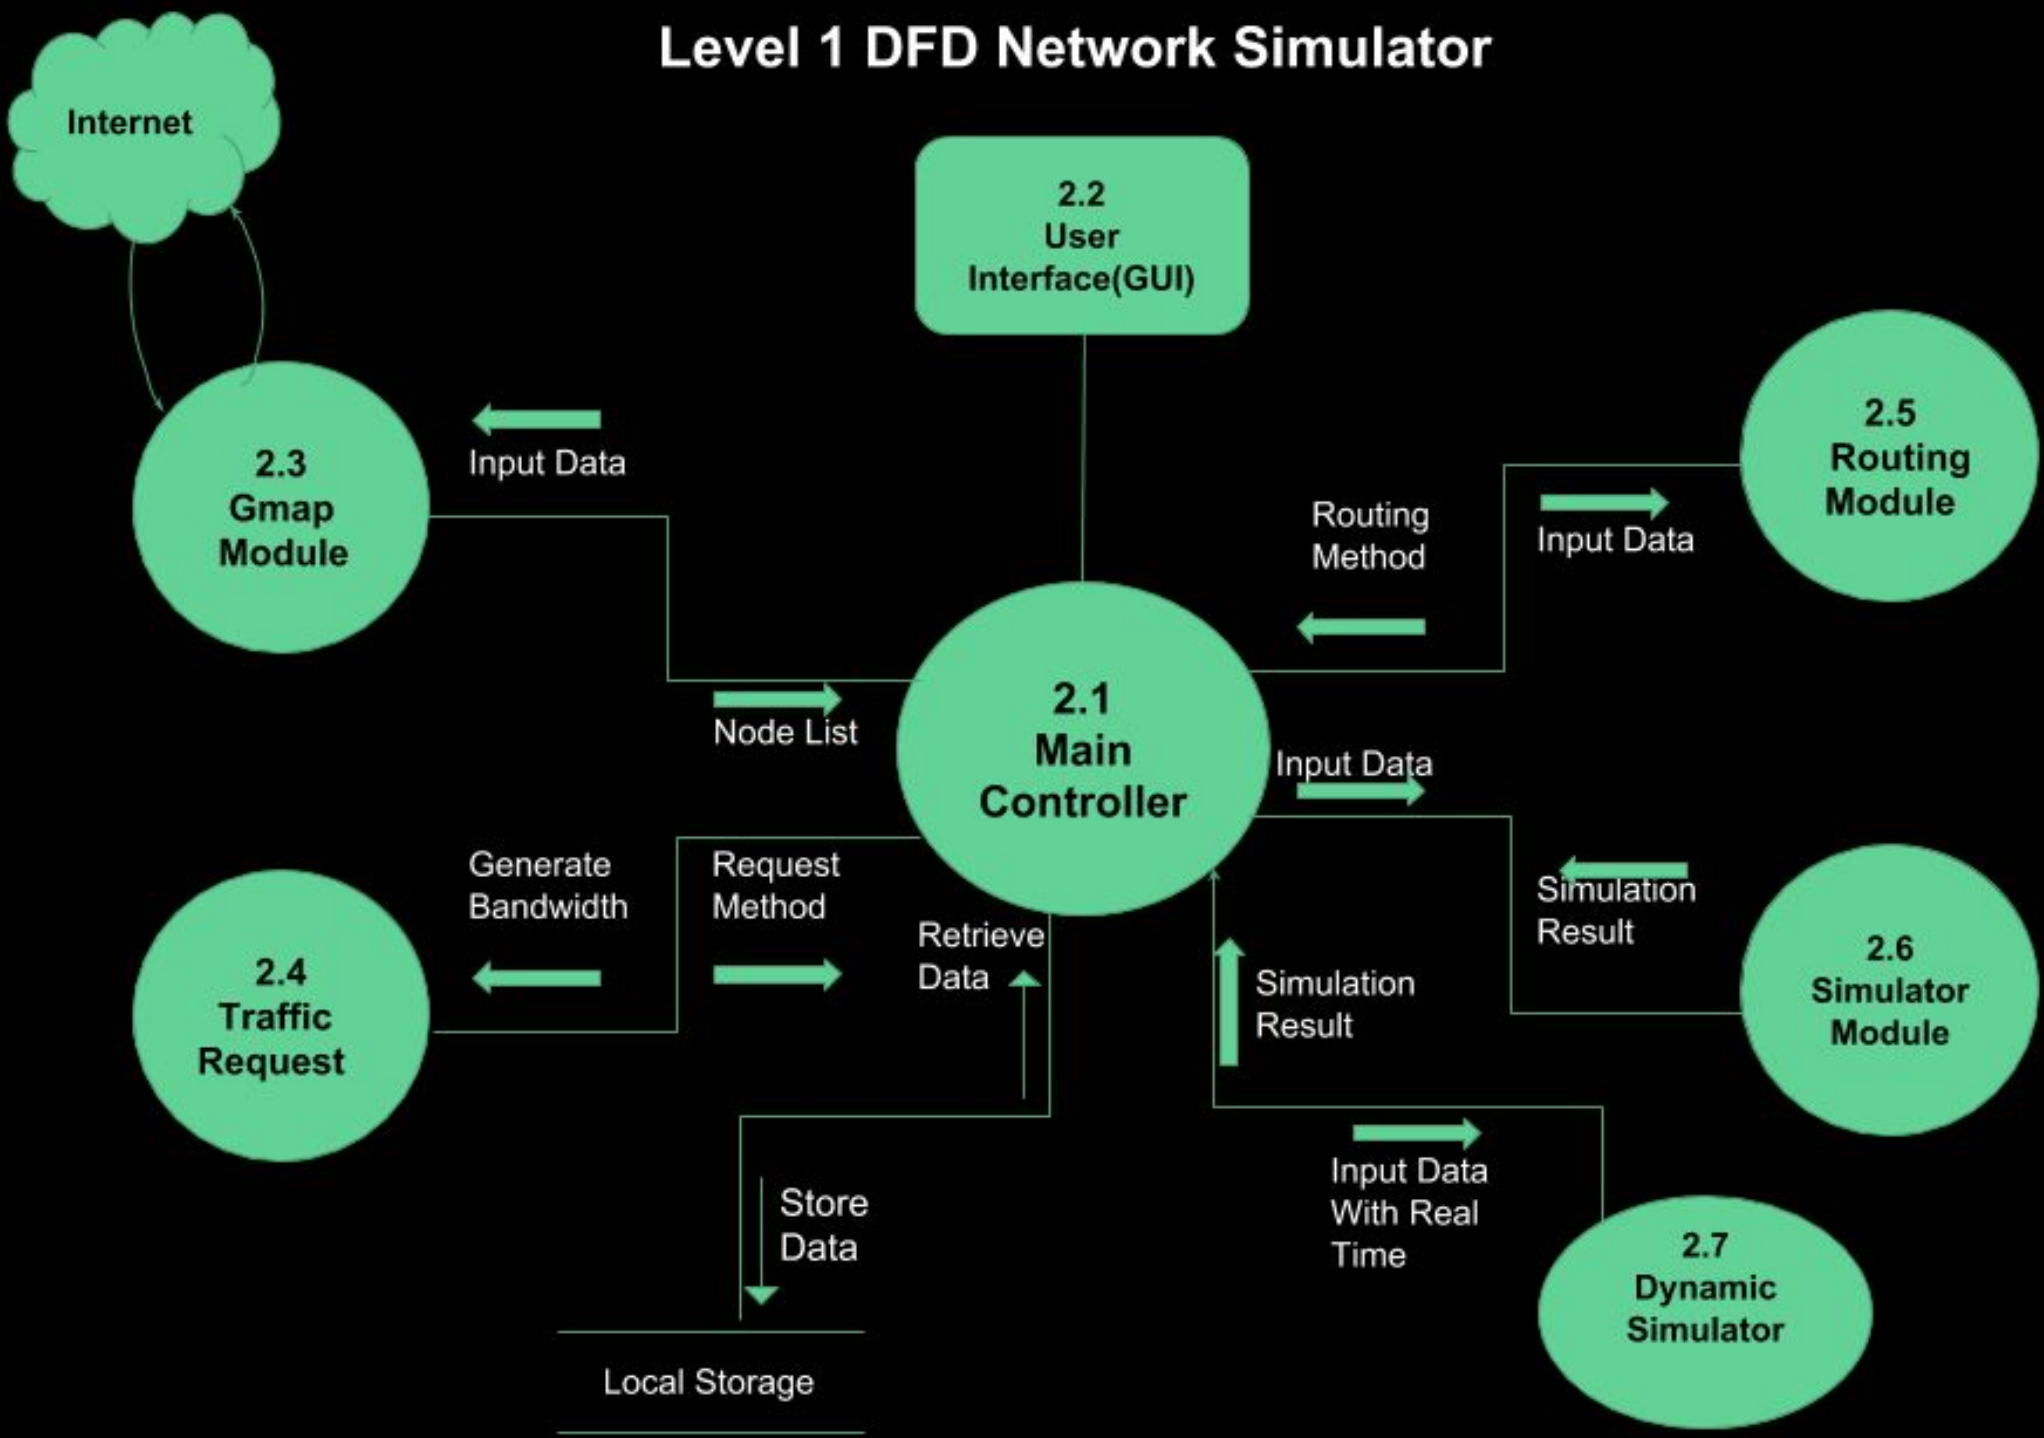 Level 1 DFD Network Simulator
Internet
2.2
User
Interface(GUI)
2.3
Gmap
Module
Input Data
Node List
2.5
Routing
Module
Routing
Method
Input Data
2.1
Main
Controller
Input Data
Simulation
Result
2.6
Simulator
Module
2.4
Traffic
Request
Generate
Bandwidth
Request
Method
Retrieve
Data
Simulation
Result
Store
Data
Input Data
With Real
Time
2.7
Dynamic
Simulator
Local Storage